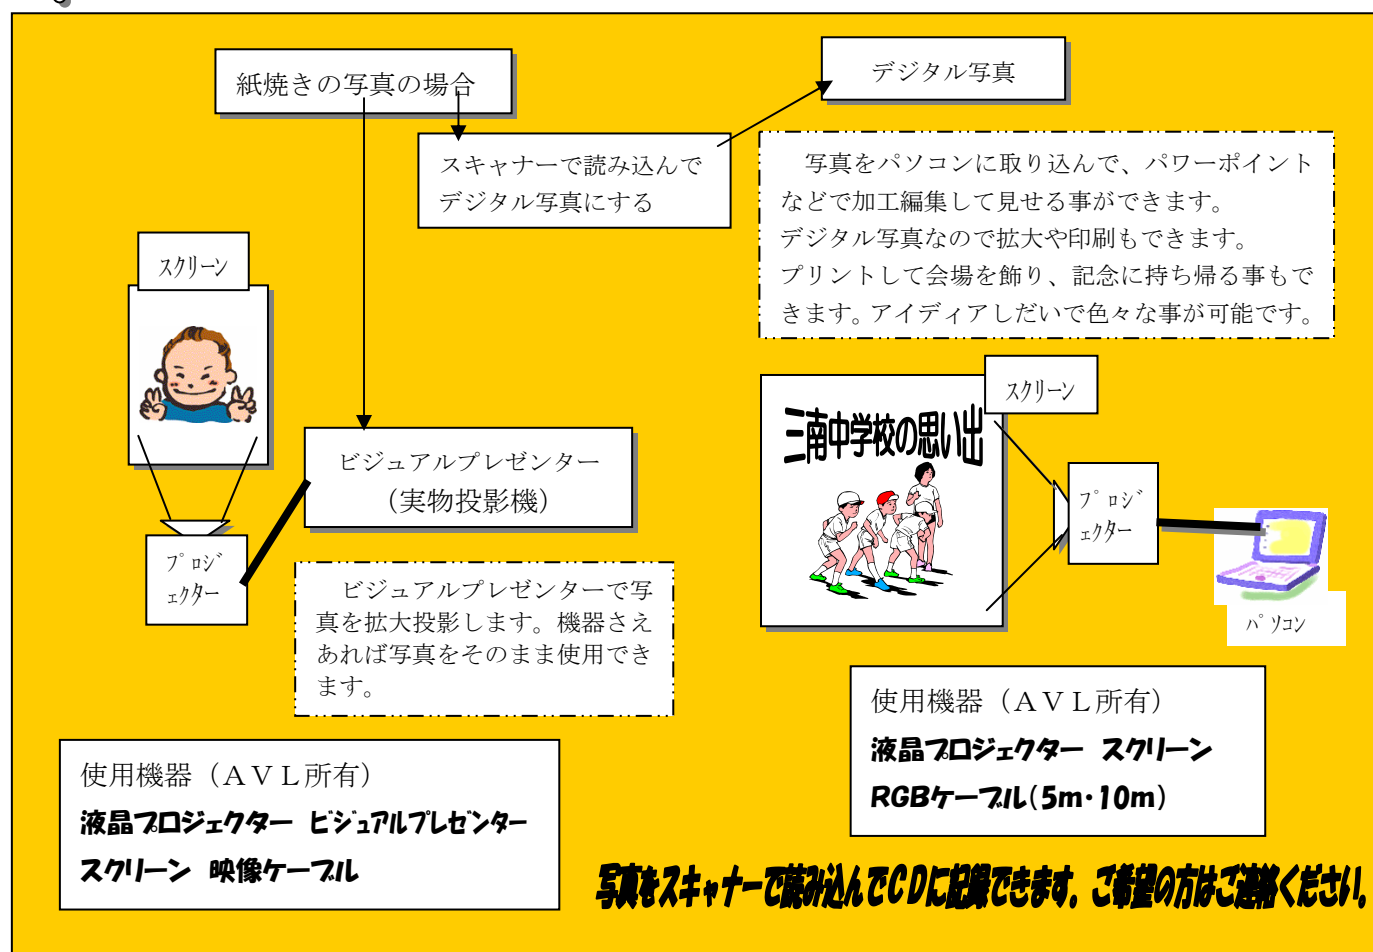 紙焼きの写真の場合
デジタル写真
スキャナーで読み込んで
デジタル写真にする
　写真をパソコンに取り込んで、パワーポイント
などで加工編集して見せる事ができます。
デジタル写真なので拡大や印刷もできます。
プリントして会場を飾り、記念に持ち帰る事もで
きます。アイディアしだいで色々な事が可能です。
ｽｸﾘｰﾝ
ビジュアルプレゼンター
（実物投影機）
ﾌﾟﾛｼﾞ
ｪｸﾀｰ
　ビジュアルプレゼンターで写
真を拡大投影します。機器さえ
あれば写真をそのまま使用でき
ます。
使用機器（ＡＶＬ所有）
液晶プロジェクター ビジュアルプレゼンター
スクリーン 映像ケーブル
ｽｸﾘｰﾝ
三南中学校の思い出
ﾌﾟﾛｼﾞ
ｪｸﾀｰ
ﾊﾟｿｺﾝ
使用機器（ＡＶＬ所有）
液晶プロジェクター スクリーン
RGBケーブル(5m・10m)
写真をスキャナーで読み込んでCDに記録できます。ご希望の方はご連絡ください。